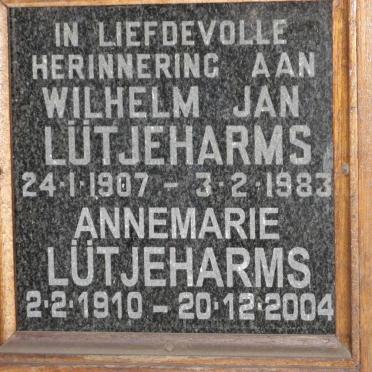 IN LIEFDEVOLLE
HERINNERING AAN
WILHELM JAN
LÜTJEHARMS
24·1·1907 - 3·2·1983
ANNEMARIE
LÜTJEHARMS
2·2·1910 - 20·12·2004